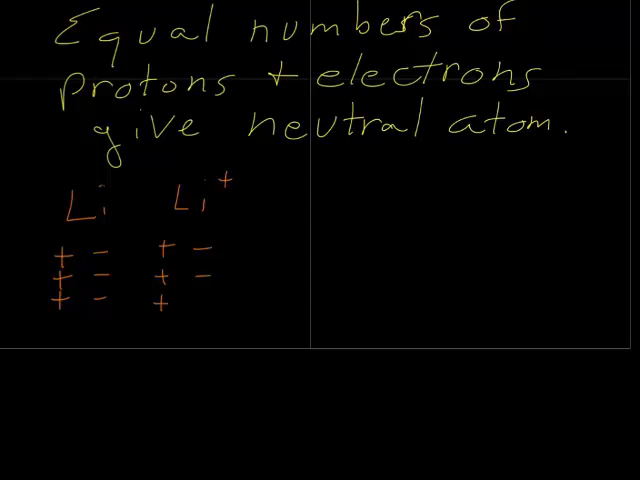 Equal numbers of
protons + electrons
give neutral atom.
Li Li+
+ - + -
+ - + -
+ - +